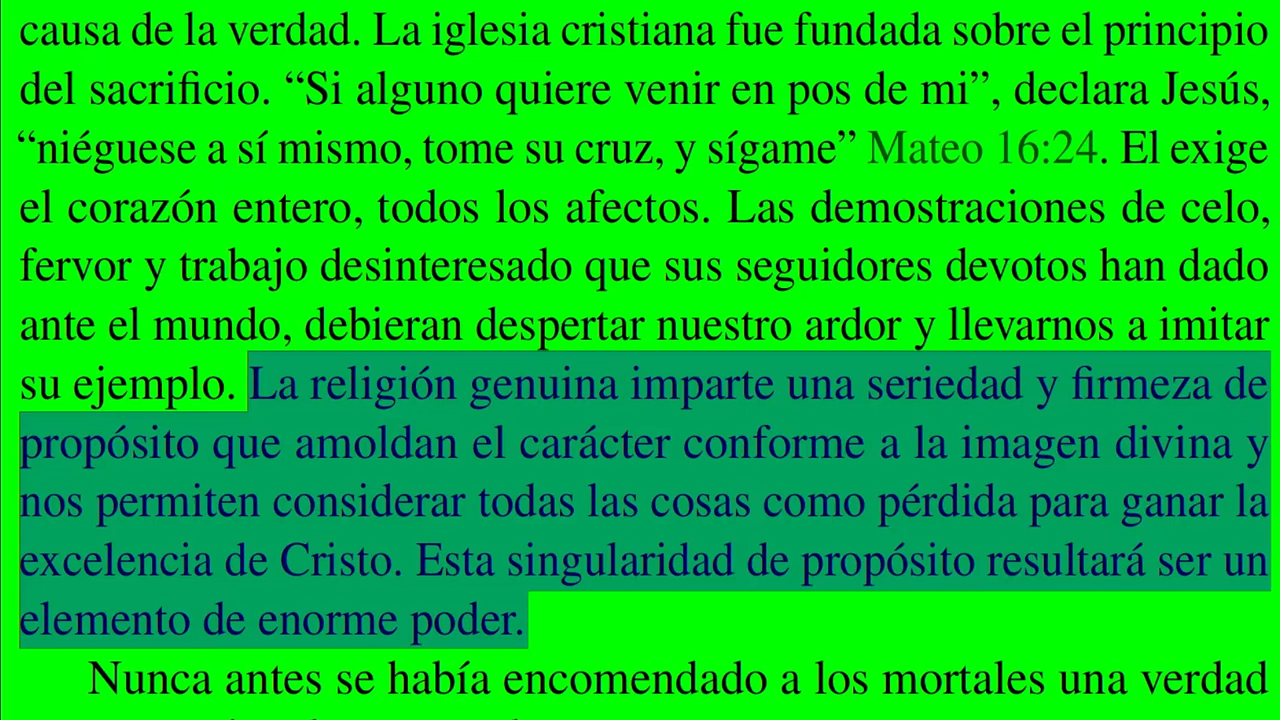 causa de la verdad. La iglesia cristiana fue fundada sobre el principio
del sacrificio. “Si alguno quiere venir en pos de mi”, declara Jesús,
“niéguese a sí mismo, tome su cruz, y sígame” Mateo 16:24. El exige
el corazón entero, todos los afectos. Las demostraciones de celo,
fervor y trabajo desinteresado que sus seguidores devotos han dado
ante el mundo, debieran despertar nuestro ardor y llevarnos a imitar
su ejemplo. La religión genuina imparte una seriedad y firmeza de
propósito que amoldan el carácter conforme a la imagen divina y
nos permiten considerar todas las cosas como pérdida para ganar la
excelencia de Cristo. Esta singularidad de propósito resultará ser un
elemento de enorme poder.
Nunca antes se había encomendado a los mortales una verdad